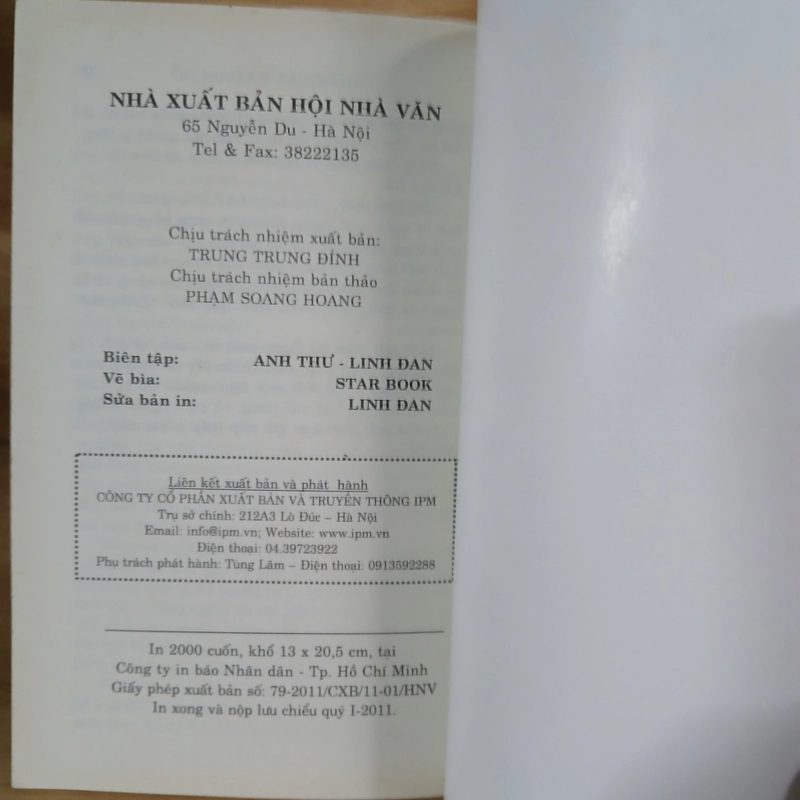 NHÀ XUẤT BẢN HỘI NHÀ VĂN
65 Nguyễn Du - Hà Nội
Tel & Fax: 38222135
Chịu trách nhiệm xuất bản:
TRUNG TRUNG ĐỈNH
Chịu trách nhiệm bản thảo
PHẠM SOANG HOANG
Biên tập: ANH THƯ - LINH ĐAN
Vẽ bìa: STAR BOOK
Sửa bản in: LINH ĐAN
Liên kết xuất bản và phát hành
CÔNG TY CỔ PHẦN XUẤT BẢN VÀ TRUYỀN THÔNG IPM
Trụ sở chính: 212A3 Lò Đúc – Hà Nội
Email: info@ipm.vn; Website: www.ipm.vn
Điện thoại: 04.39723922
Phụ trách phát hành: Tùng Lâm – Điện thoại: 0913592288
In 2000 cuốn, khổ 13 x 20,5 cm, tại
Công ty in báo Nhân dân - Tp. Hồ Chí Minh
Giấy phép xuất bản số: 79-2011/CXB/11-01/HNV
In xong và nộp lưu chiểu quý I-2011.